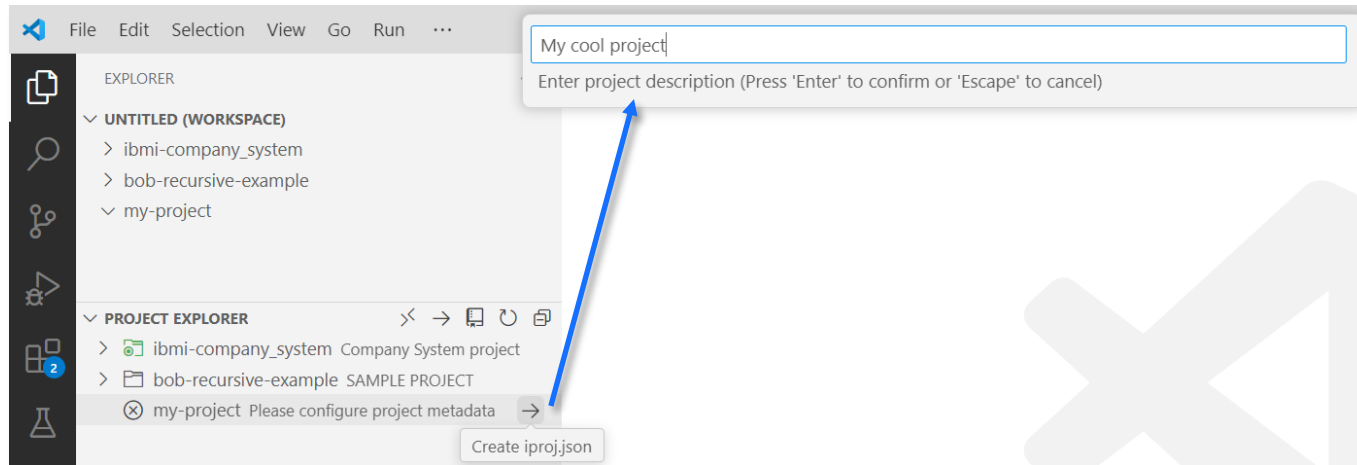 File Edit Selection View Go Run ···
My cool project
Enter project description (Press 'Enter' to confirm or 'Escape' to cancel)
EXPLORER
UNTITLED (WORKSPACE)
ibmi-company_system
bob-recursive-example
my-project
PROJECT EXPLORER
ibmi-company_system Company System project
bob-recursive-example SAMPLE PROJECT
2
my-project Please configure project metadata
Create iproj.json